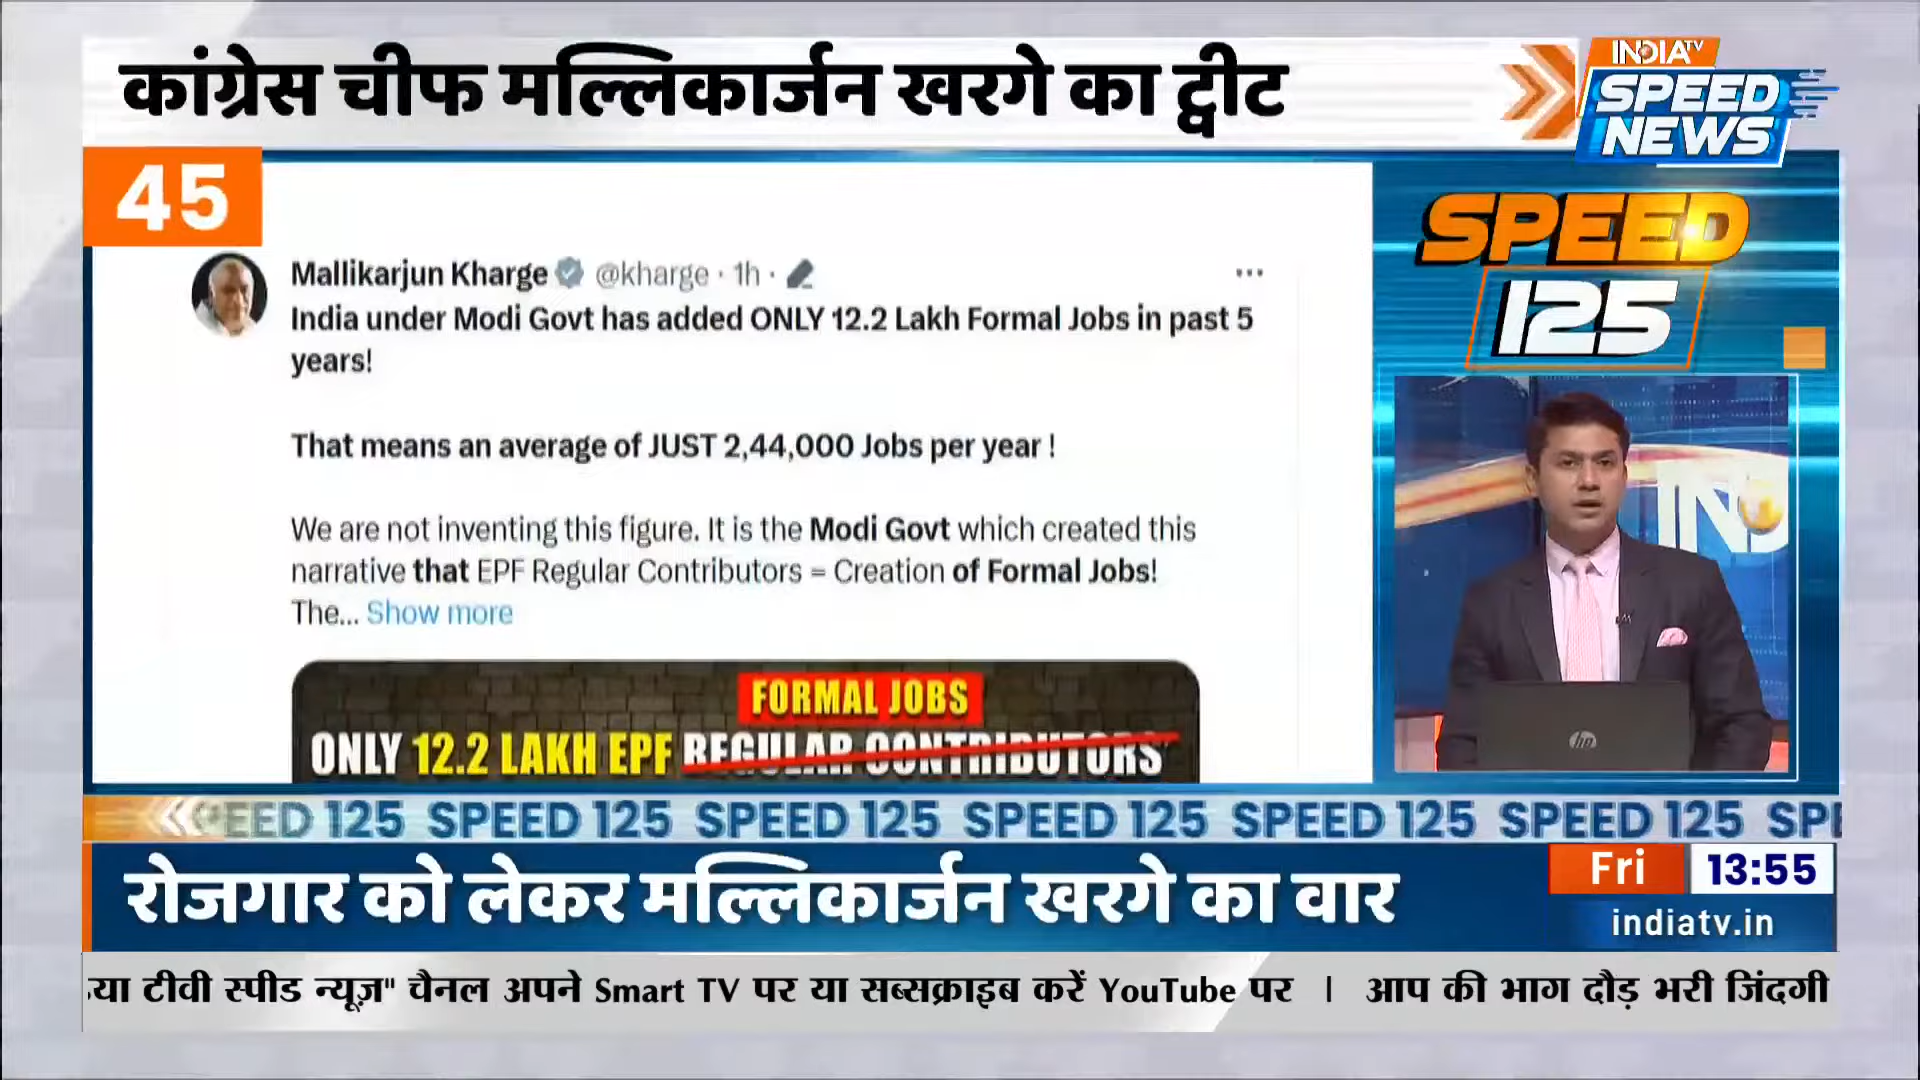 कांग्रेस चीफ मल्लिकार्जन खरगे का ट्वीट
INDIATV
SPEED
NEWS
45
SPEED
125
Mallikarjun Kharge @kharge · 1h ·
India under Modi Govt has added ONLY 12.2 Lakh Formal Jobs in past 5
years!
That means an average of JUST 2,44,000 Jobs per year !
We are not inventing this figure. It is the Modi Govt which created this
narrative that EPF Regular Contributors = Creation of Formal Jobs!
The... Show more
FORMAL JOBS
ONLY 12.2 LAKH EPF REGULAR CONTRIBUTORS
IND
hp
SPEED 125 SPEED 125 SPEED 125 SPEED 125 SPEED 125
रोजगार को लेकर मल्लिकार्जन खरगे का वार
Fri 13:55
indiatv.in
टीवी स्पीड न्यूज़" चैनल अपने Smart TV पर या सब्सक्राइब करें YouTube पर | आप की भाग दौड़ भरी जिंदगी